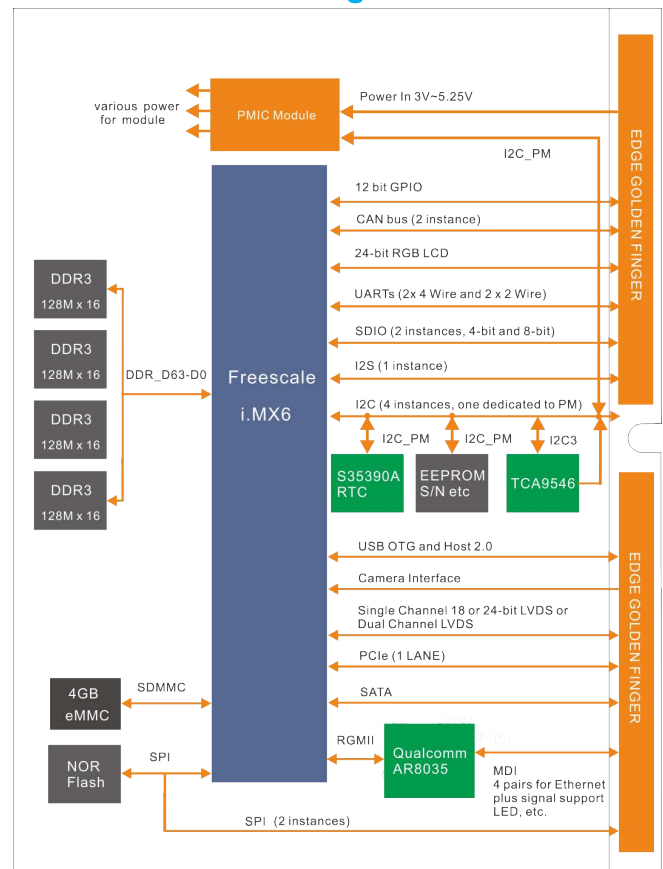 Power In 3V~5.25V
various power
for module
PMIC Module
I2C_PM
EDGE GOLDEN FINGER
12 bit GPIO
CAN bus (2 instance)
24-bit RGB LCD
UARTs (2x 4 Wire and 2 x 2 Wire)
SDIO (2 instances, 4-bit and 8-bit)
I2S (1 instance)
I2C (4 instances, one dedicated to PM)
DDR3
128M x 16
DDR3
128M x 16
DDR3
128M x 16
DDR3
128M x 16
DDR_D63-D0
Freescale
i.MX6
I2C_PM
I2C_PM
I2C3
S35390A
RTC
EEPROM
S/N etc
TCA9546
USB OTG and Host 2.0
Camera Interface
Single Channel 18 or 24-bit LVDS or
Dual Channel LVDS
PCIe (1 LANE)
SATA
EDGE GOLDEN FINGER
4GB
eMMC
SDMMC
NOR
Flash
SPI
RGMII
Qualcomm
AR8035
MDI
4 pairs for Ethernet
plus signal support
LED, etc.
SPI (2 instances)